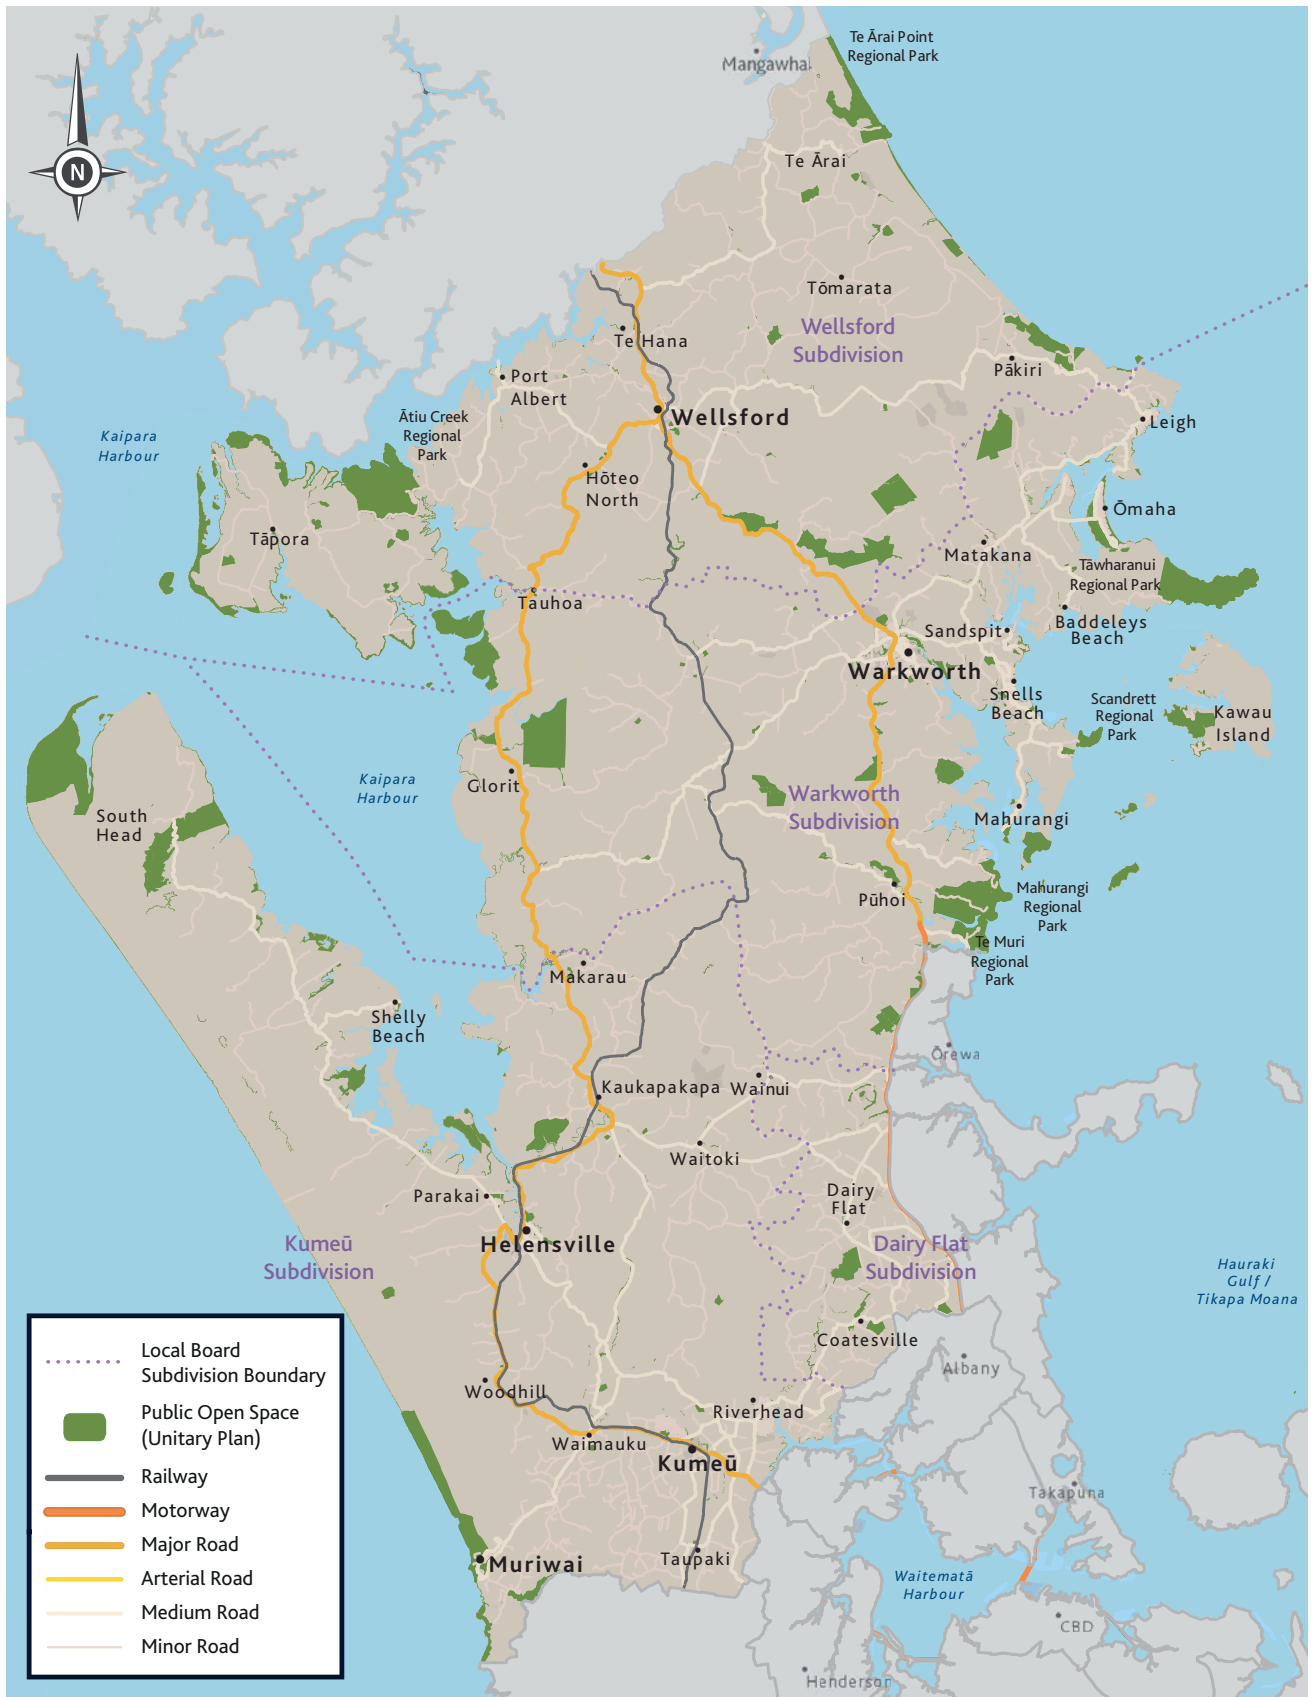 Te Ārai Point
Regional Park
Mangawhai
N
Te Ārai
Tōmarata
Wellsford
Subdivision
Te Hana
Pākiri
Port
Albert
Wellsford
Leigh
Ātiu Creek
Regional
Park
Kaipara
Harbour
Hōteo
North
Ōmaha
Tāpora
Matakana
Tāwharanui
Regional Park
Tauhoa
Baddeleys
Beach
Sandspit
Warkworth
Snells
Beach
Scandrett
Regional
Park
Kawau
Island
Kaipara
Harbour
Glorit
Warkworth
Subdivision
South
Head
Mahurangi
Pūhoi
Mahurangi
Regional
Park
Te Muri
Regional
Park
Makarau
Shelly
Beach
Ōrewa
Kaukapakapa
Wainui
Waitoki
Parakai
Dairy
Flat
Helensville
Kumeū
Subdivision
Dairy Flat
Subdivision
Hauraki
Gulf /
Tikapa Moana
Coatesville
Albany
Woodhill
Riverhead
Waimauku
Kumeū
Takapuna
Taupaki
Muriwai
Waitematā
Harbour
CBD
Henderson
Local Board
Subdivision Boundary
Public Open Space
(Unitary Plan)
Railway
Motorway
Major Road
Arterial Road
Medium Road
Minor Road